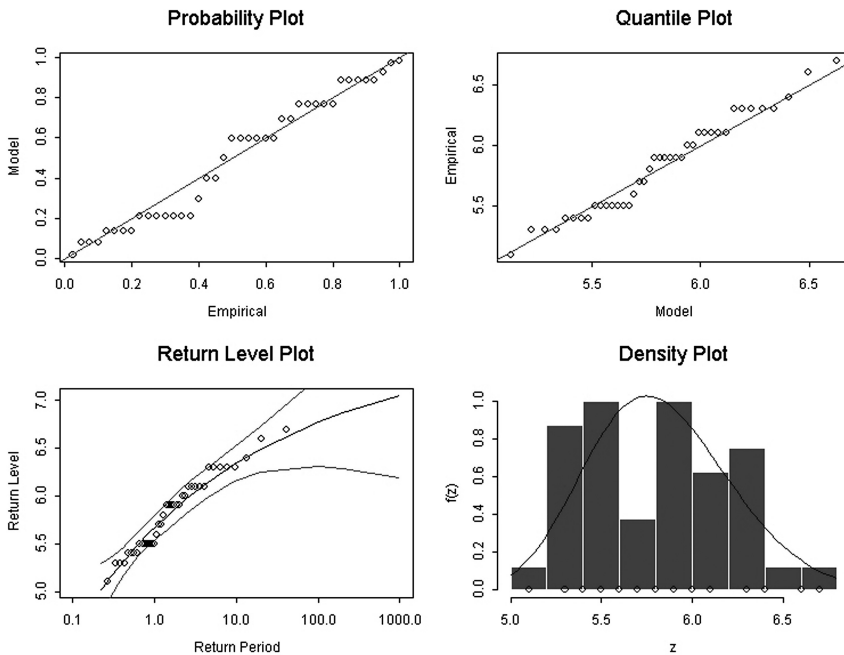 Probability Plot
Model
0.0 0.2 0.4 0.6 0.8 1.0
0.0 0.2 0.4 0.6 0.8 1.0
Empirical
Quantile Plot
Empirical
5.5 6.0 6.5
5.5 6.0 6.5
Model
Return Level Plot
Return Level
5.0 5.5 6.0 6.5 7.0
0.1 1.0 10.0 100.0 1000.0
Return Period
Density Plot
f(z)
0.0 0.2 0.4 0.6 0.8 1.0
5.0 5.5 6.0 6.5
z